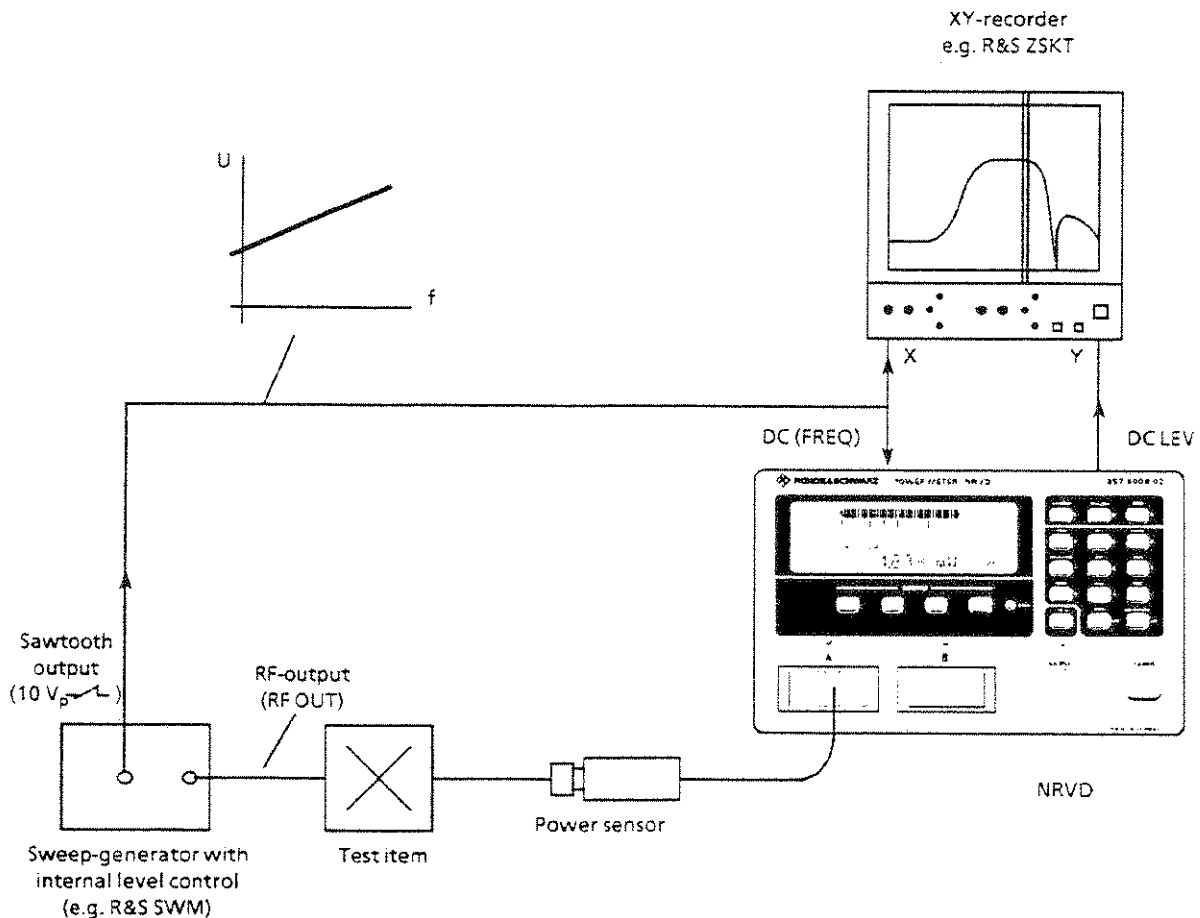 XY-recorder
e.g. R&S ZSKT
U
f
X
Y
DC (FREQ)
DC LEV
ROHDE&SCHWARZ POWER METER NRVD
A
B
Sawtooth
output
(10 Vp)
RF-output
(RF OUT)
NRVD
Power sensor
Test item
Sweep-generator with
internal level control
(e.g. R&S SWM)